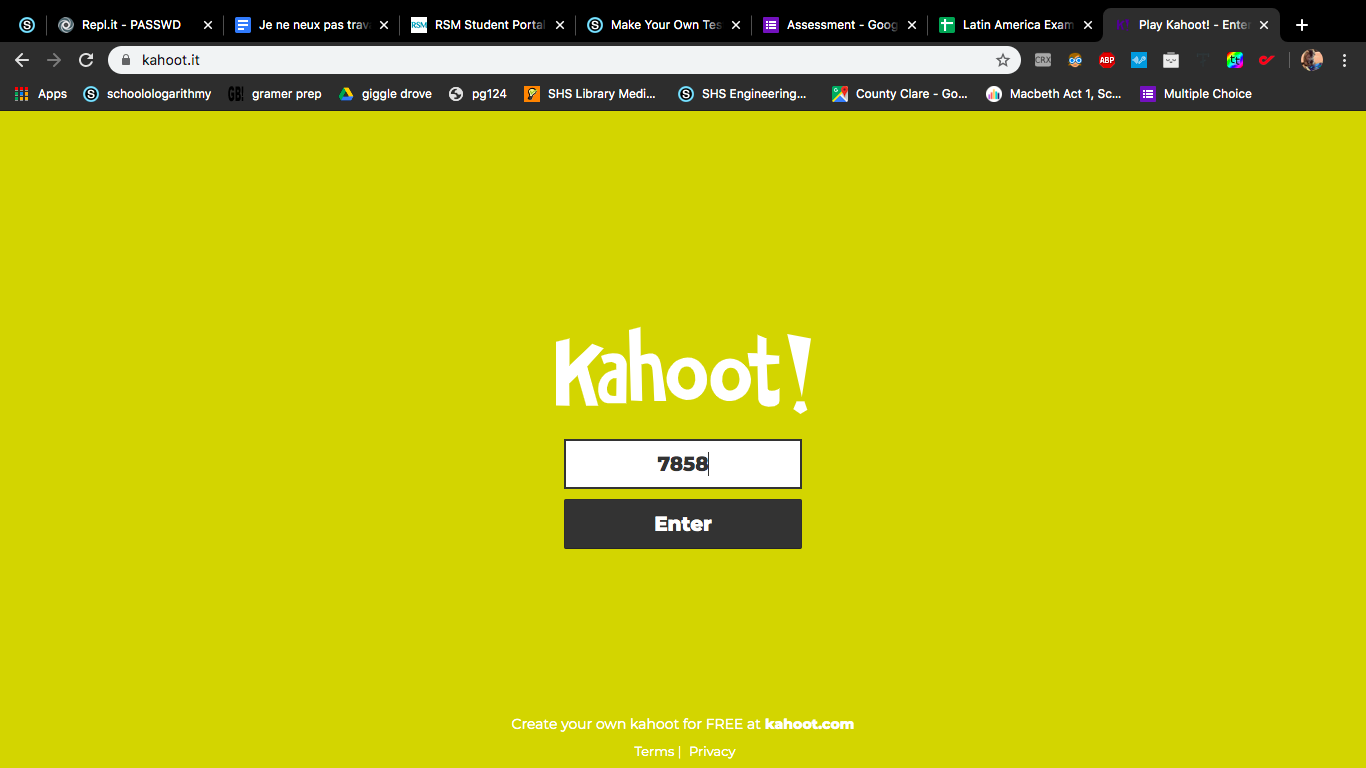 Repl.it - PASSWD
Je ne neux pas trav
RSM RSM Student Portal
Make Your Own Tes
Assessment - Goog
Latin America Exam
Play Kahoot! - Enter
kahoot.it
CRX
ABP
Apps
schoolologarithmy
GB! gramer prep
giggle drove
pg124
SHS Library Medi...
SHS Engineering...
County Clare - Go...
Macbeth Act 1, Sc...
Multiple Choice
Kahoot!
7858
Enter
Create your own kahoot for FREE at kahoot.com
Terms | Privacy